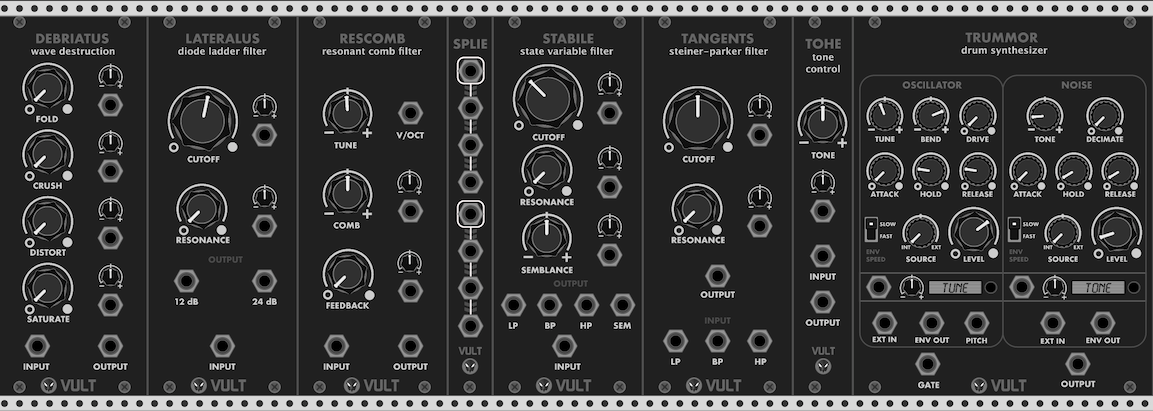 DEBRIATUS
wave destruction
FOLD
CRUSH
DISTORT
SATURATE
INPUT OUTPUT
VULT
LATERALUS
diode ladder filter
CUTOFF
RESONANCE
OUTPUT
12 dB 24 dB
INPUT
VULT
RESCOMB
resonant comb filter
TUNE
V/OCT
COMB
FEEDBACK
INPUT OUTPUT
VULT
SPLIE
VULT
STABILE
state variable filter
CUTOFF
RESONANCE
SEMBLANCE
OUTPUT
LP BP HP SEM
INPUT
VULT
TANGENTS
steiner-parker filter
CUTOFF
RESONANCE
OUTPUT
INPUT
LP BP HP
VULT
TOHE
tone
control
TONE
INPUT
OUTPUT
VULT
TRUMMOR
drum synthesizer
OSCILLATOR
TUNE BEND DRIVE
ATTACK HOLD RELEASE
SLOW
FAST
ENV
SPEED
INT EXT
SOURCE LEVEL
TUNE
EXT IN ENV OUT PITCH
GATE
NOISE
TONE DECIMATE
ATTACK HOLD RELEASE
SLOW
FAST
ENV
SPEED
INT EXT
SOURCE LEVEL
TONE
EXT IN ENV OUT
OUTPUT
VULT